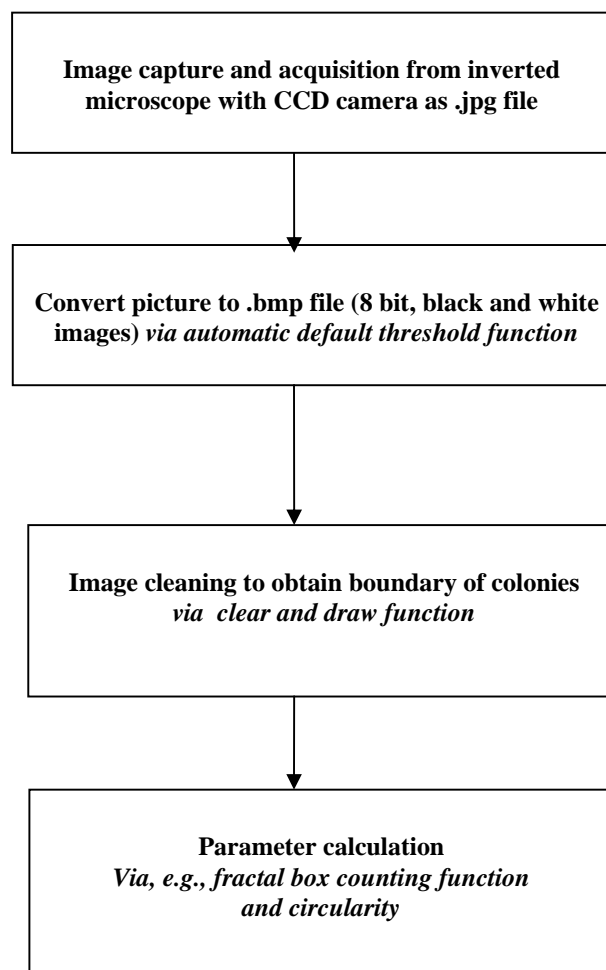 Image capture and acquisition from inverted
microscope with CCD camera as .jpg file
Convert picture to .bmp file (8 bit, black and white
images) via automatic default threshold function
Image cleaning to obtain boundary of colonies
via clear and draw function
Parameter calculation
Via, e.g., fractal box counting function
and circularity